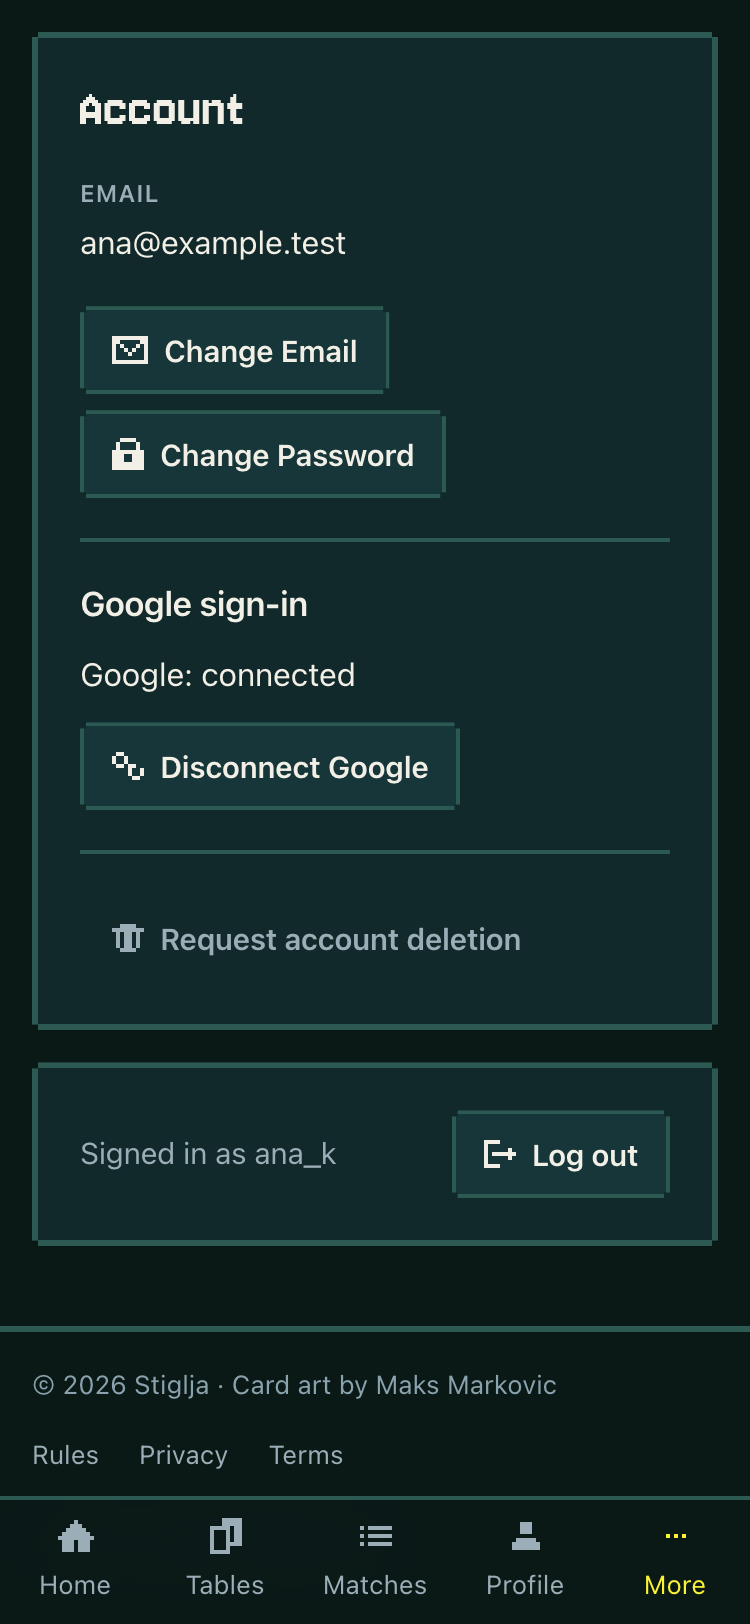 Account
EMAIL
ana@example.test
Change Email
Change Password
Google sign-in
Google: connected
Disconnect Google
Request account deletion
Signed in as ana_k
Log out
© 2026 Stiglja · Card art by Maks Markovic
Rules Privacy Terms
Home Tables Matches Profile More